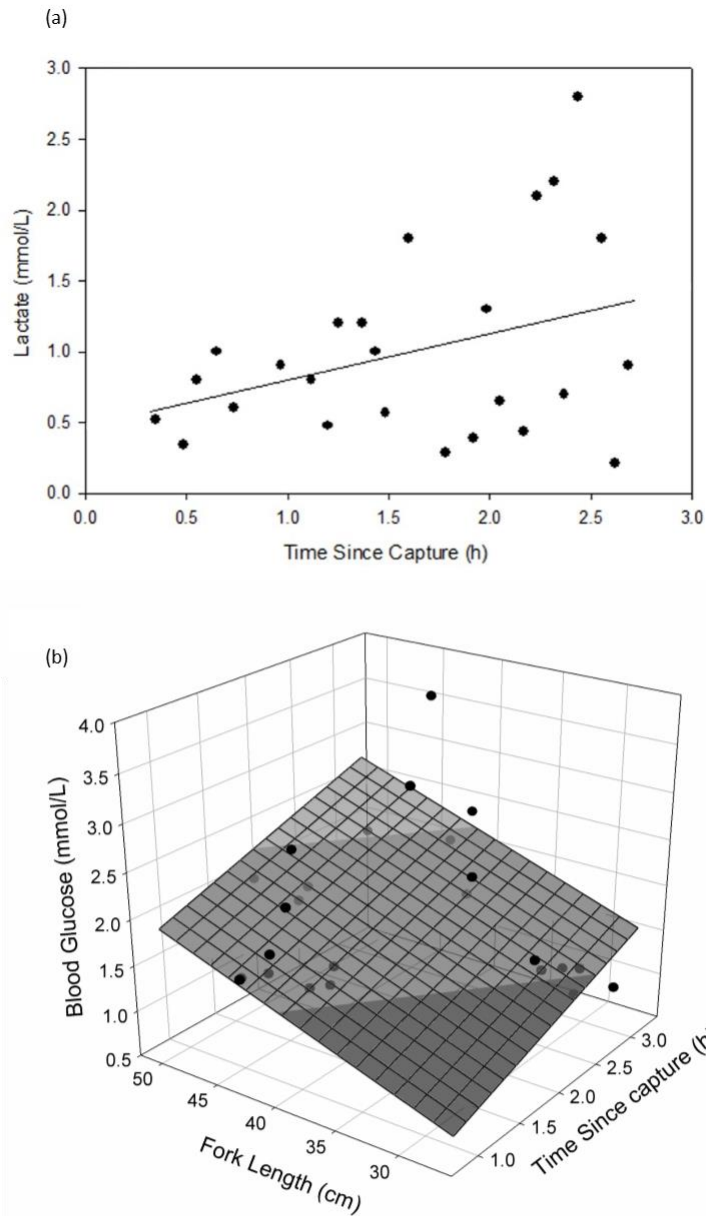 (a)
3.0
2.5
2.0
1.5
1.0
0.5
0.0
Lactate (mmol/L)
0.0 0.5 1.0 1.5 2.0 2.5 3.0
Time Since Capture (h)
(b)
4.0
3.5
3.0
2.5
2.0
1.5
1.0
0.5
Blood Glucose (mmol/L)
50 45 40 35 30
Fork Length (cm)
1.0 1.5 2.0 2.5 3.0
Time Since capture (h)